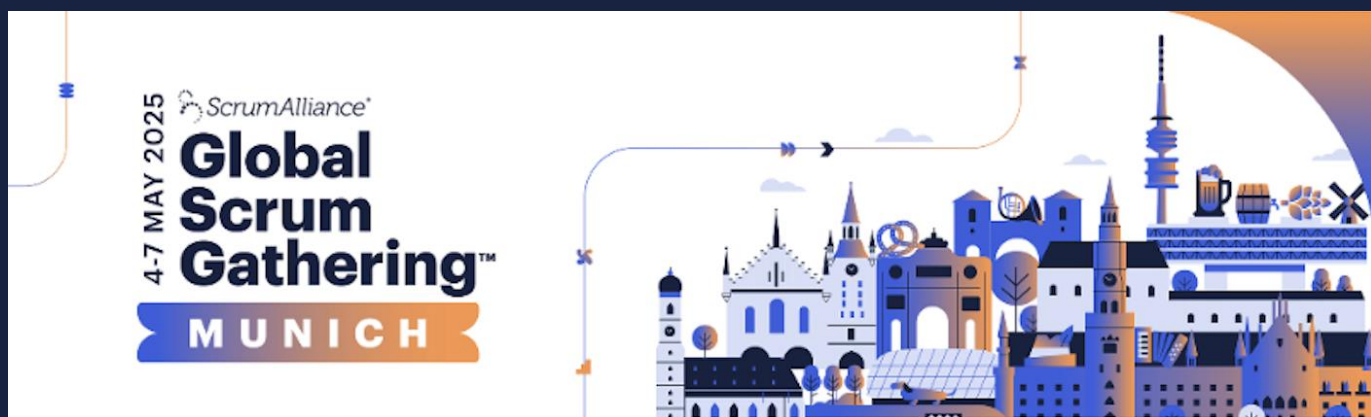 4-7 MAY 2025
ScrumAlliance®
Global
Scrum
Gathering™
MUNICH